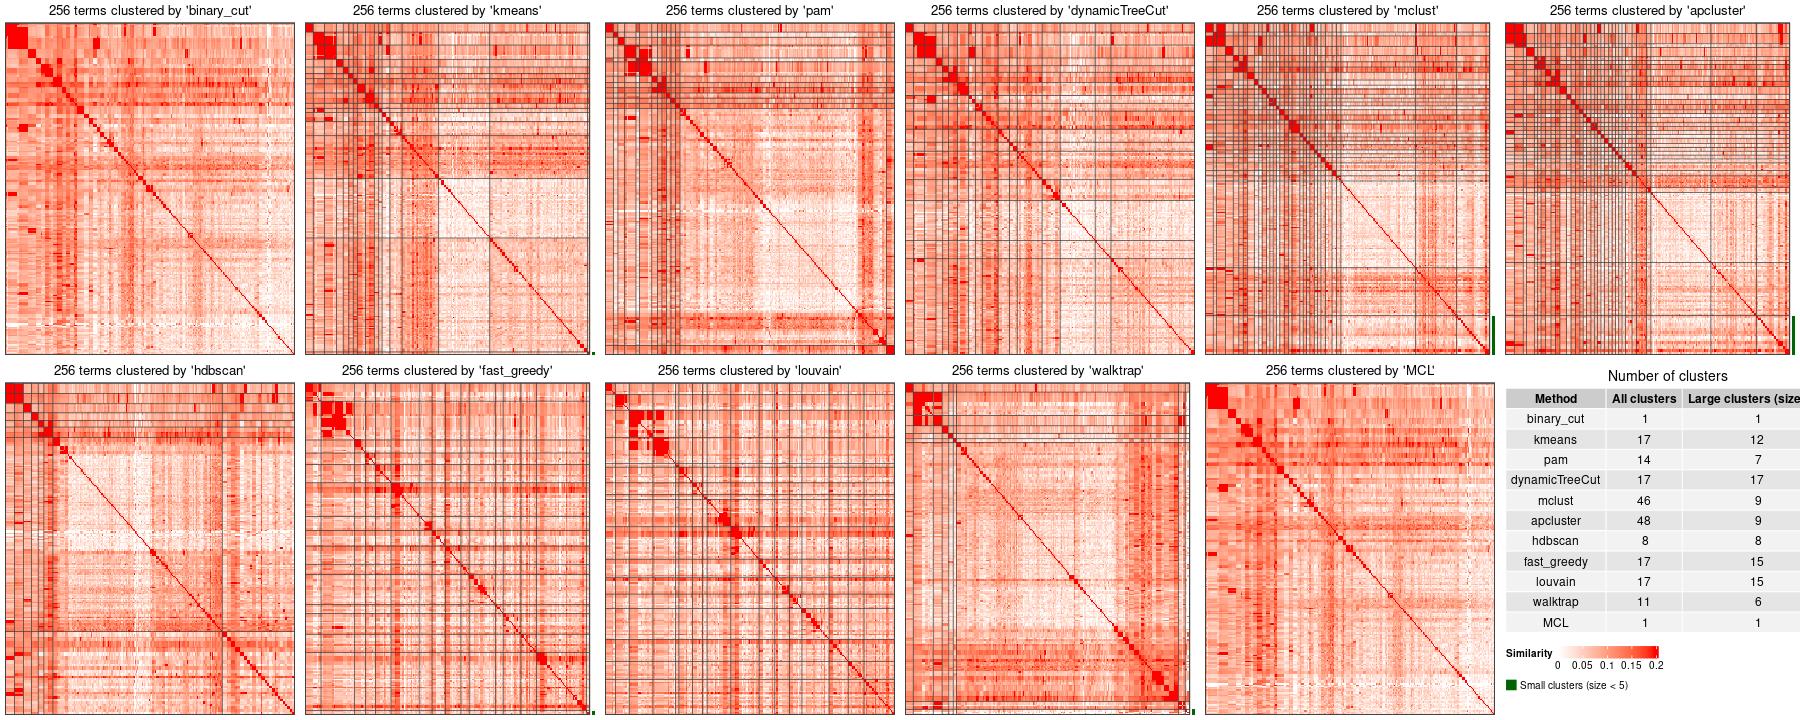 256 terms clustered by 'binary_cut'
256 terms clustered by 'kmeans'
256 terms clustered by 'pam'
256 terms clustered by 'dynamicTreeCut'
256 terms clustered by 'mclust'
256 terms clustered by 'apcluster'
256 terms clustered by 'hdbscan'
256 terms clustered by 'fast_greedy'
256 terms clustered by 'louvain'
256 terms clustered by 'walktrap'
256 terms clustered by 'MCL'
Number of clusters
Method All clusters Large clusters (size
binary_cut 1 1
kmeans 17 12
pam 14 7
dynamicTreeCut 17 17
mclust 46 9
apcluster 48 9
hdbscan 8 8
fast_greedy 17 15
louvain 17 15
walktrap 11 6
MCL 1 1
Similarity
0 0.05 0.1 0.15 0.2
Small clusters (size < 5)